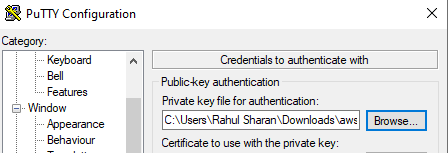 PuTTY Configuration
Category:
Keyboard
Bell
Features
Window
Appearance
Behaviour
Credentials to authenticate with
Public-key authentication
Private key file for authentication:
C:\Users\Rahul Sharan\Downloads\aws Browse...
Certificate to use with the private key: